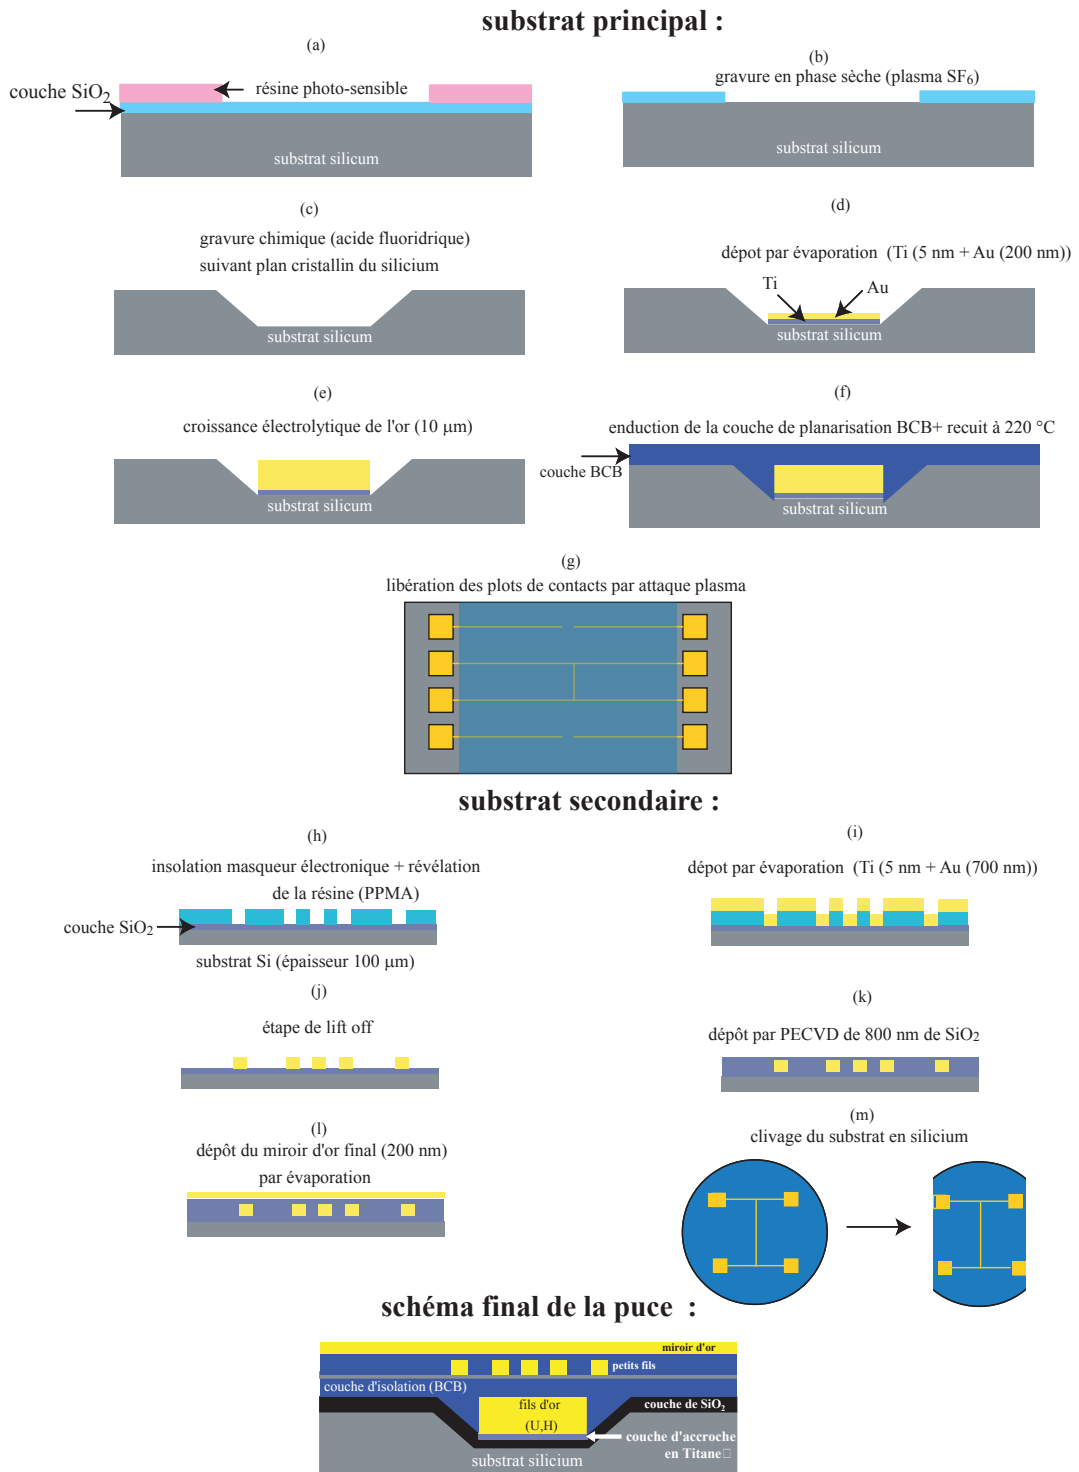 substrat principal :
(a)
couche SiO2
résine photo-sensible
substrat silicum
(b)
gravure en phase sèche (plasma SF6)
substrat silicum
(c)
gravure chimique (acide fluoridrique)
suivant plan cristallin du silicium
substrat silicum
(d)
dépot par évaporation (Ti (5 nm + Au (200 nm))
Ti
Au
substrat silicum
(e)
croissance électrolytique de l'or (10 μm)
substrat silicum
(f)
enduction de la couche de planarisation BCB+ recuit à 220 °C
couche BCB
substrat silicum
(g)
libération des plots de contacts par attaque plasma
substrat secondaire :
(h)
insolation masqueur électronique + révélation
de la résine (PPMA)
couche SiO2
substrat Si (épaisseur 100 μm)
(i)
dépot par évaporation (Ti (5 nm + Au (700 nm))
(j)
étape de lift off
(k)
dépôt par PECVD de 800 nm de SiO2
(l)
dépôt du miroir d'or final (200 nm)
par évaporation
(m)
clivage du substrat en silicium
schéma final de la puce :
miroir d'or
petits fils
couche d'isolation (BCB)
fils d'or
(U,H)
couche de SiO2
couche d'accroche
en Titane□
substrat silicium